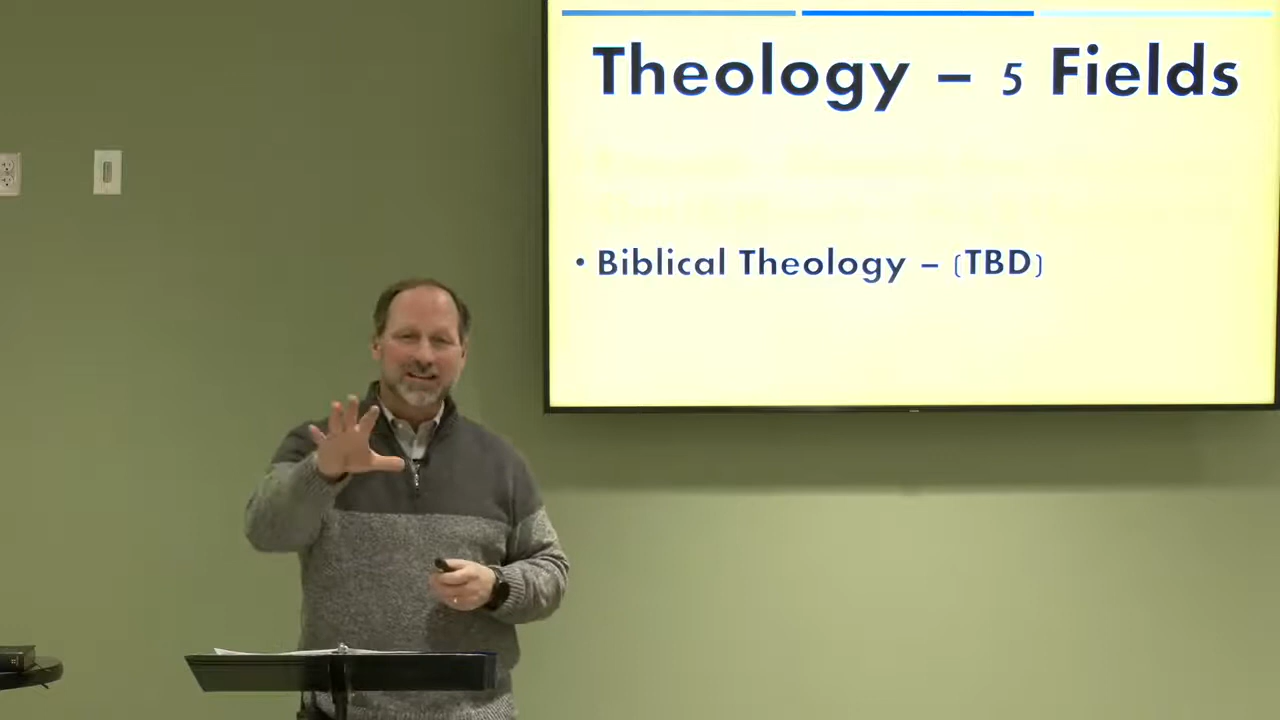 Theology – 5 Fields
• Biblical Theology – (TBD)